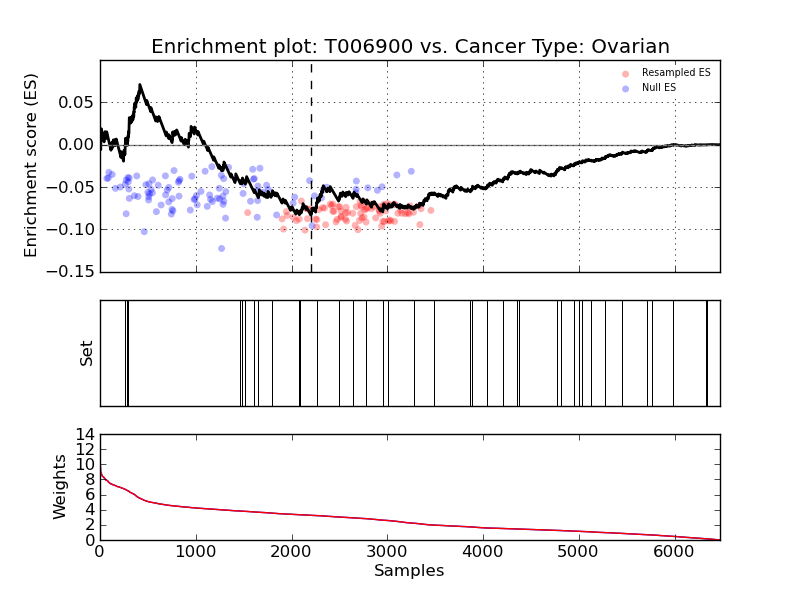 Enrichment plot: T006900 vs. Cancer Type: Ovarian
Resampled ES
Null ES
Enrichment score (ES)
0.05
0.00
−0.05
−0.10
−0.15
Set
Weights
14
12
10
8
6
4
2
0
0 1000 2000 3000 4000 5000 6000
Samples